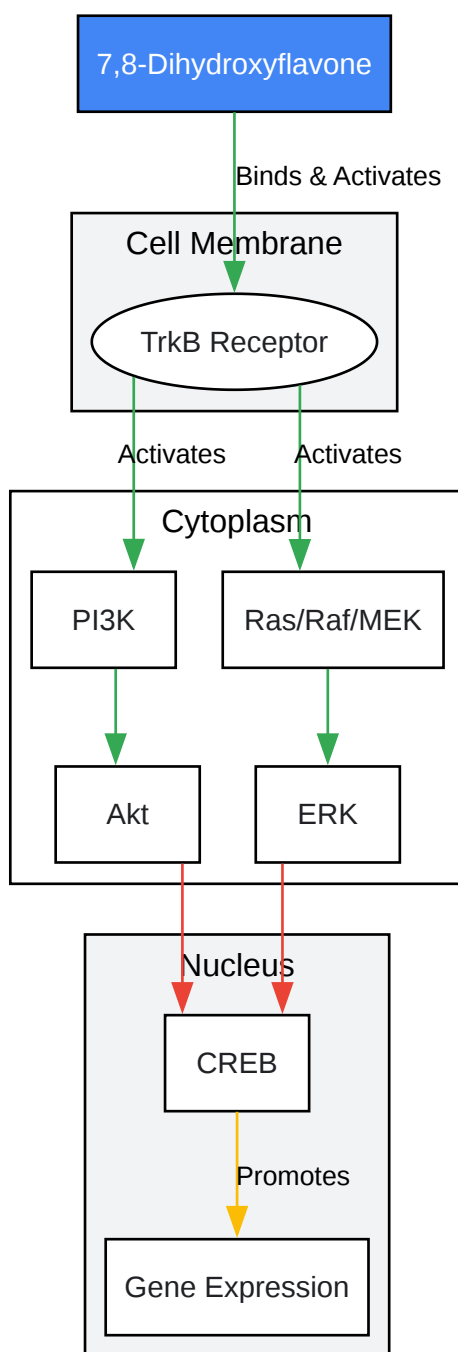 7,8-Dihydroxyflavone
Binds & Activates
Cell Membrane
TrkB Receptor
Activates
Activates
Cytoplasm
PI3K
Ras/Raf/MEK
Akt
ERK
Nucleus
CREB
Promotes
Gene Expression